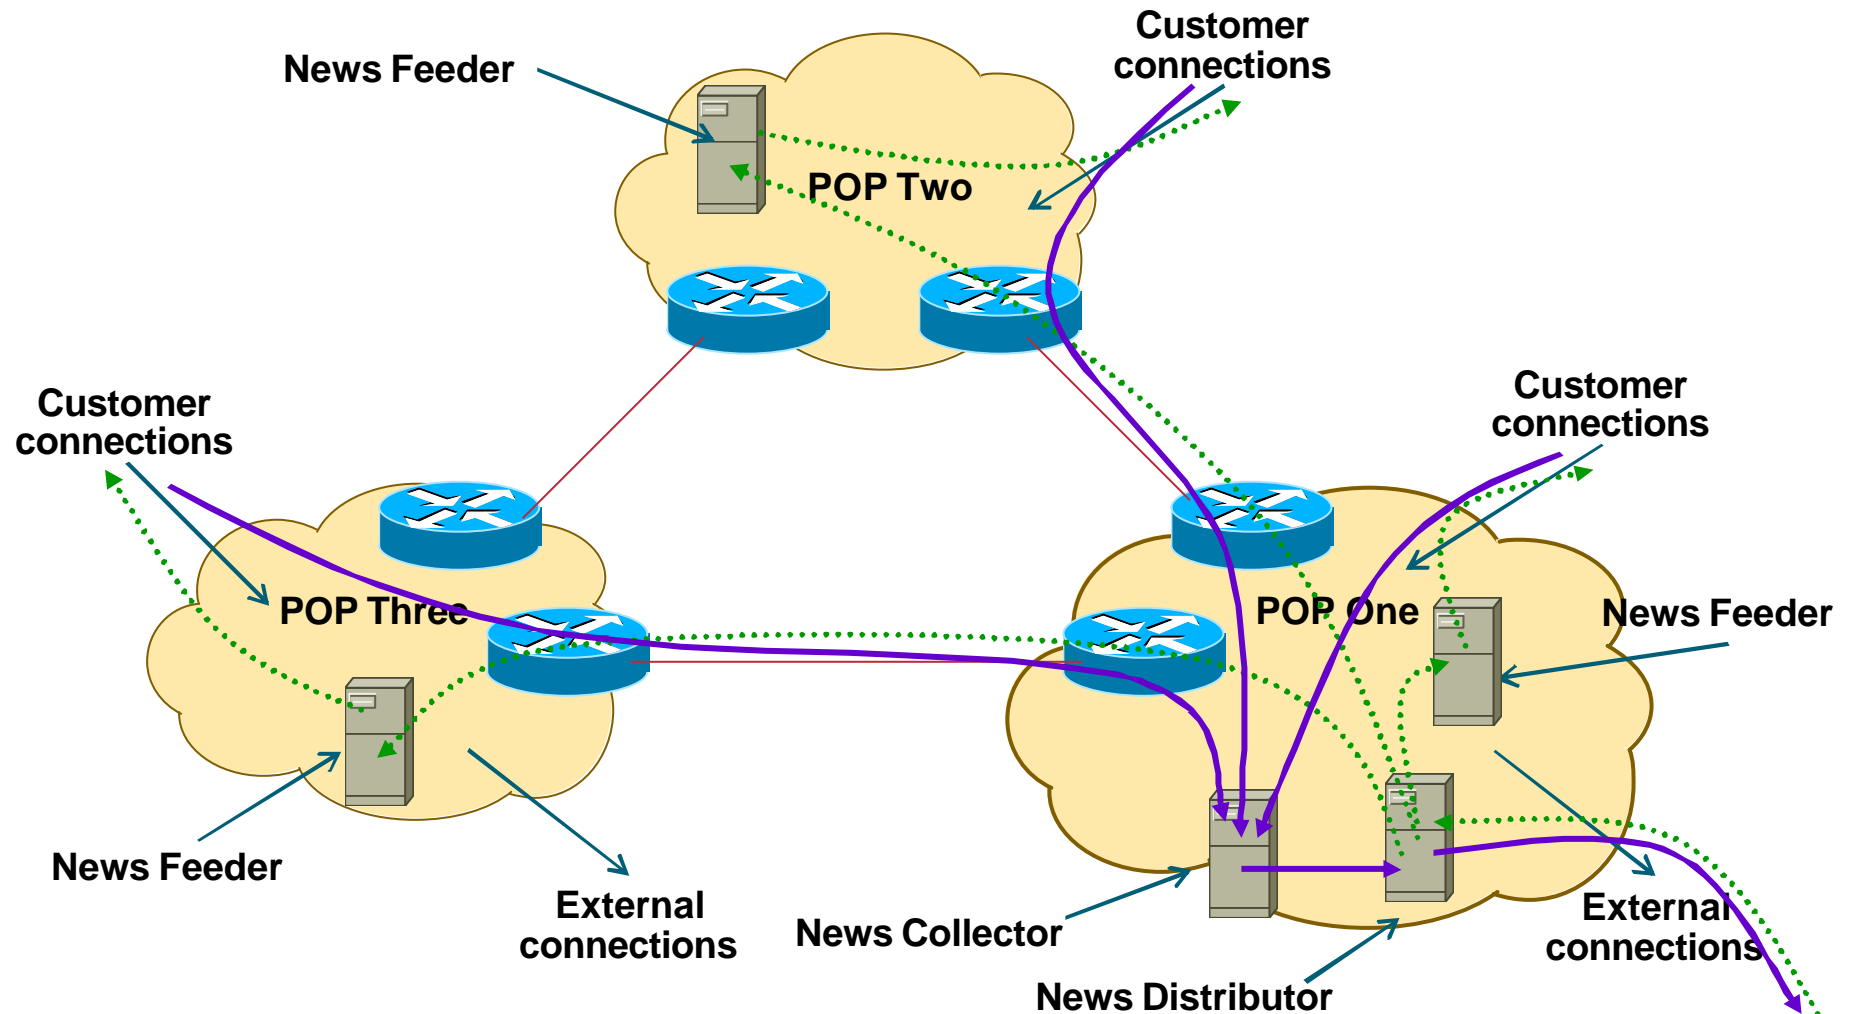 Customer
connections
News Feeder
POP Two
Customer
connections
Customer
connections
POP Three
POP One
News Feeder
News Feeder
External
connections
News Collector
External
connections
News Distributor